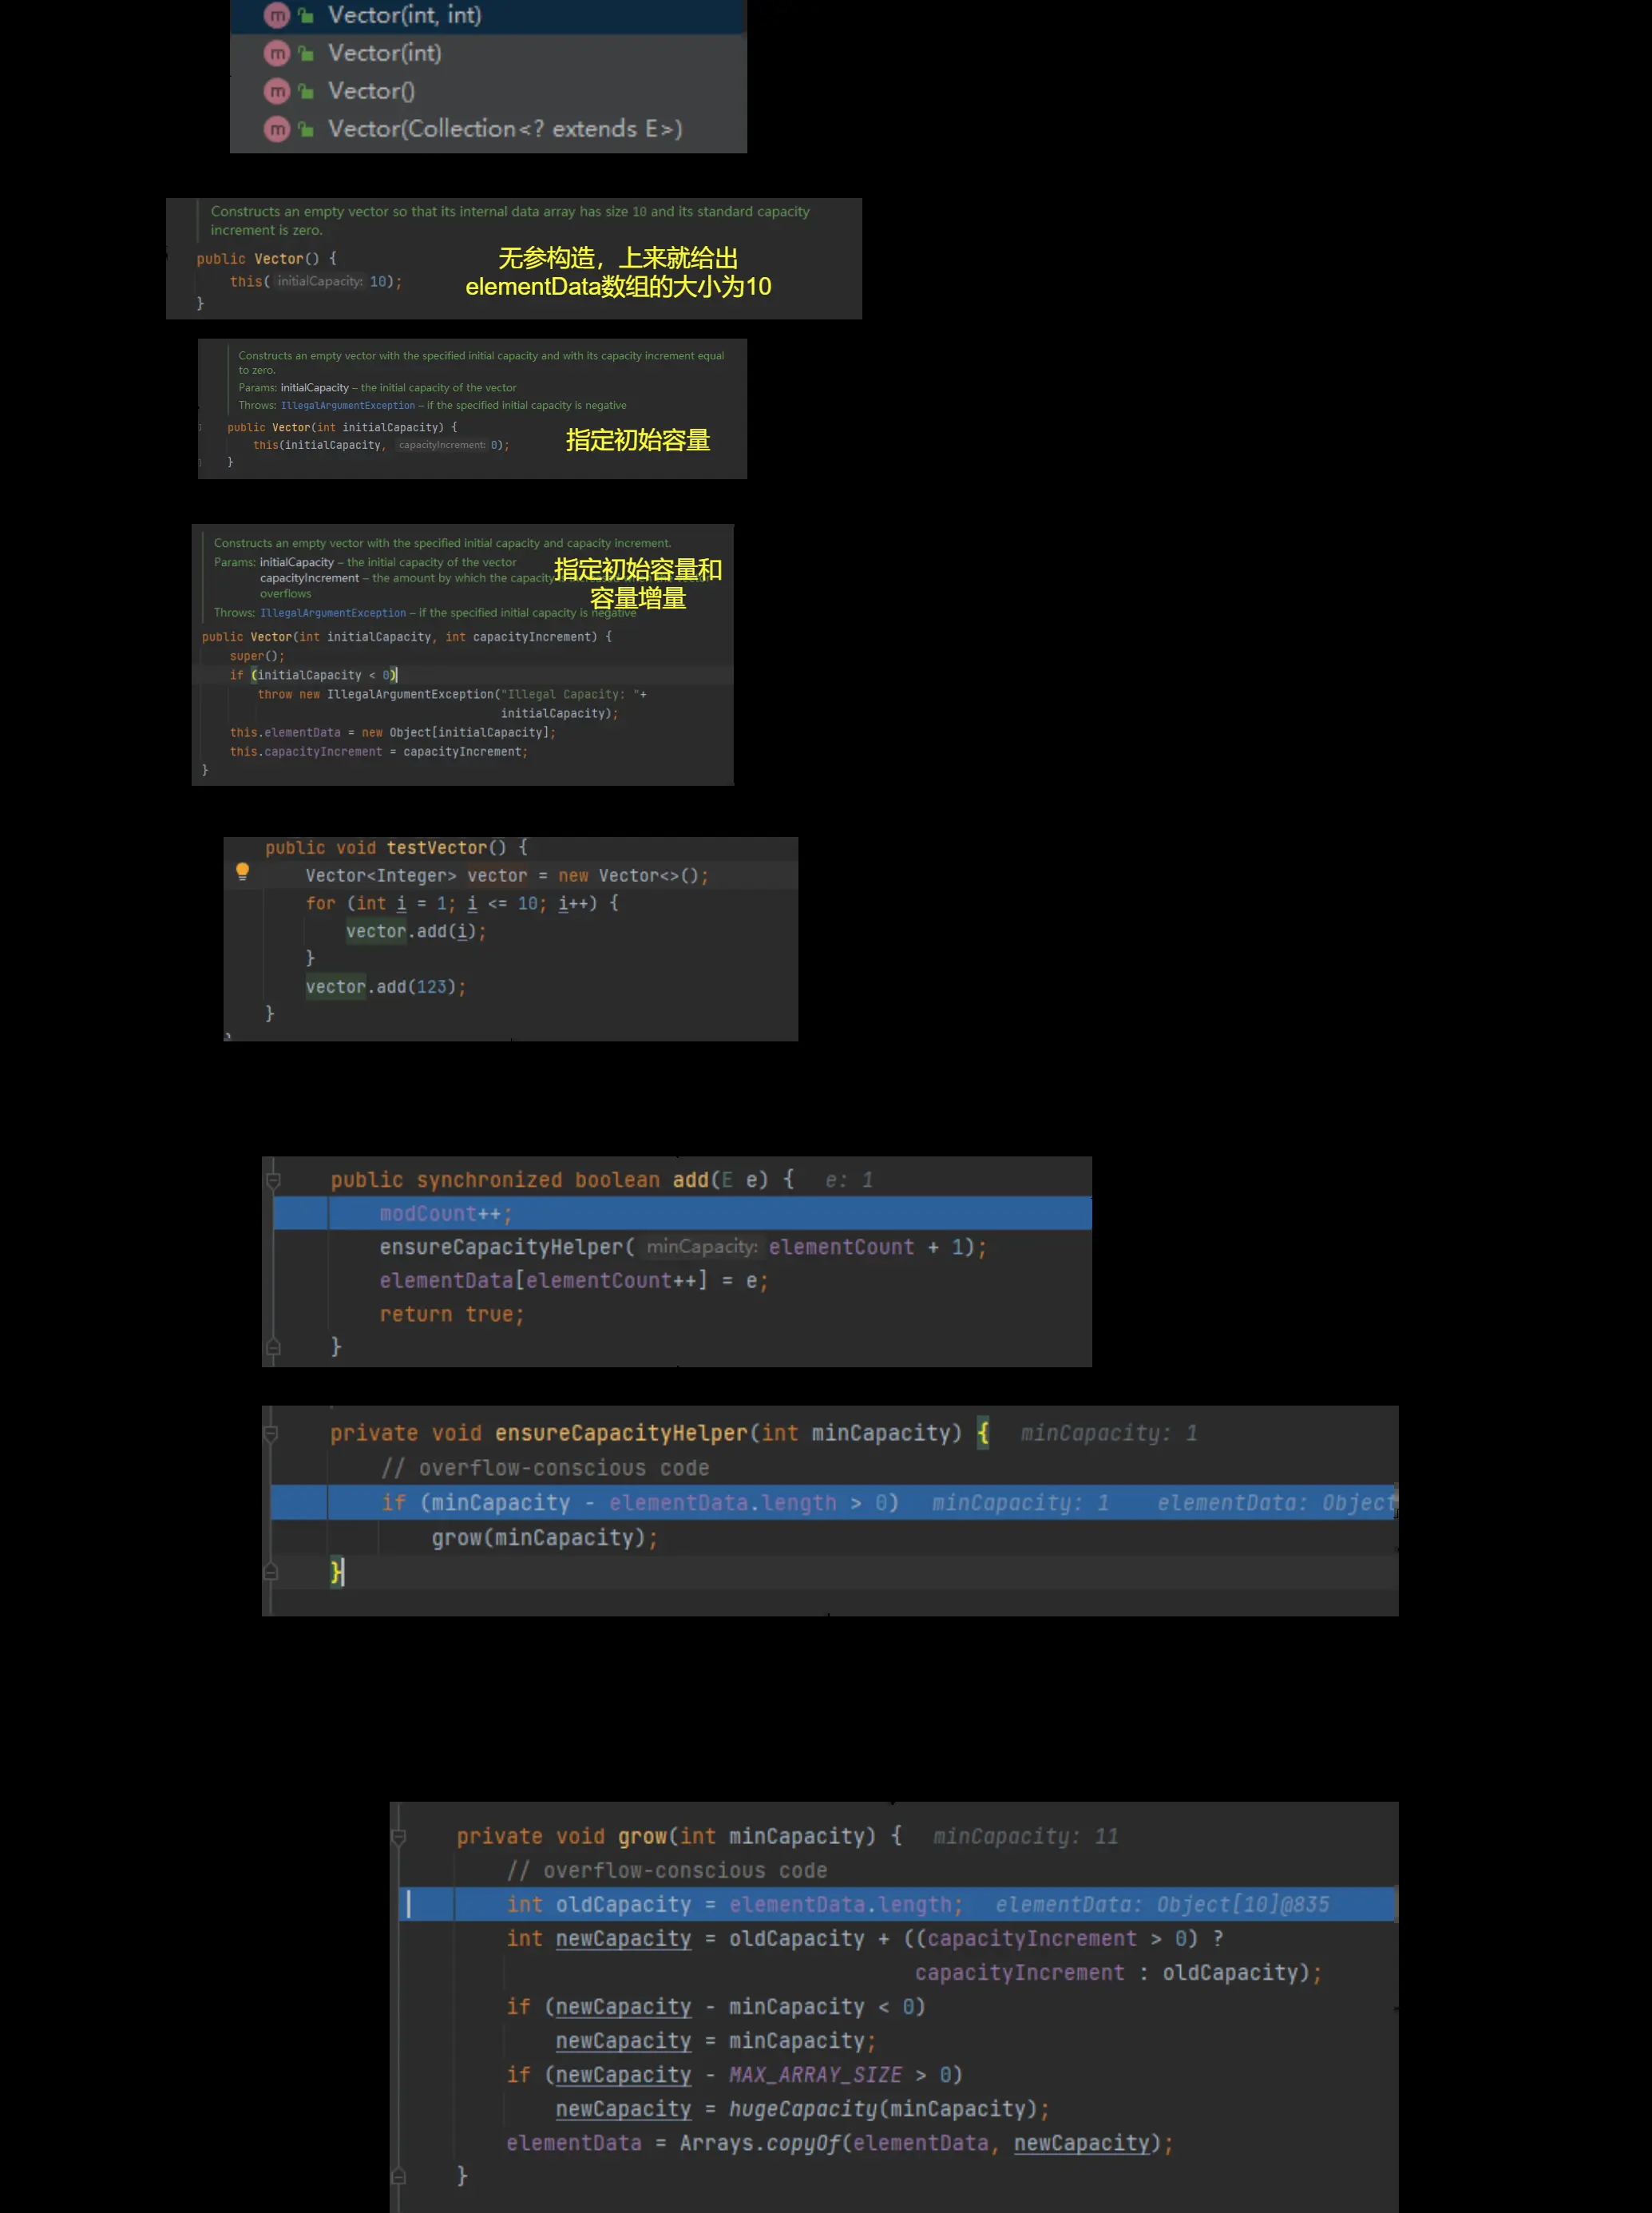 Vector(int, int)
Vector(int)
Vector()
Vector(Collection<? extends E>)
Constructs an empty vector so that its internal data array has size 10 and its standard capacity
increment is zero.
public Vector() {
this( initialCapacity: 10);
}
无参构造，上来就给出
elementData数组的大小为10
Constructs an empty vector with the specified initial capacity and with its capacity increment equal
to zero.
Params: initialCapacity – the initial capacity of the vector
Throws: IllegalArgumentException – if the specified initial capacity is negative
public Vector(int initialCapacity) {
this(initialCapacity, capacityIncrement: 0);
}
指定初始容量
Constructs an empty vector with the specified initial capacity and capacity increment.
Params: initialCapacity – the initial capacity of the vector
capacityIncrement – the amount by which the capacity
overflows
Throws: IllegalArgumentException – if the specified initial capacity is negative
指定初始容量和
容量增量
public Vector(int initialCapacity, int capacityIncrement) {
super();
if (initialCapacity < 0)
throw new IllegalArgumentException("Illegal Capacity: "+
initialCapacity);
this.elementData = new Object[initialCapacity];
this.capacityIncrement = capacityIncrement;
}
public void testVector() {
Vector<Integer> vector = new Vector<>();
for (int i = 1; i <= 10; i++) {
vector.add(i);
}
vector.add(123);
}
public synchronized boolean add(E e) { e: 1
modCount++;
ensureCapacityHelper( minCapacity: elementCount + 1);
elementData[elementCount++] = e;
return true;
}
private void ensureCapacityHelper(int minCapacity) { minCapacity: 1
// overflow-conscious code
if (minCapacity - elementData.length > 0) minCapacity: 1 elementData: Object
grow(minCapacity);
}
private void grow(int minCapacity) { minCapacity: 11
// overflow-conscious code
int oldCapacity = elementData.length; elementData: Object[10]@835
int newCapacity = oldCapacity + ((capacityIncrement > 0) ?
capacityIncrement : oldCapacity);
if (newCapacity - minCapacity < 0)
newCapacity = minCapacity;
if (newCapacity - MAX_ARRAY_SIZE > 0)
newCapacity = hugeCapacity(minCapacity);
elementData = Arrays.copyOf(elementData, newCapacity);
}